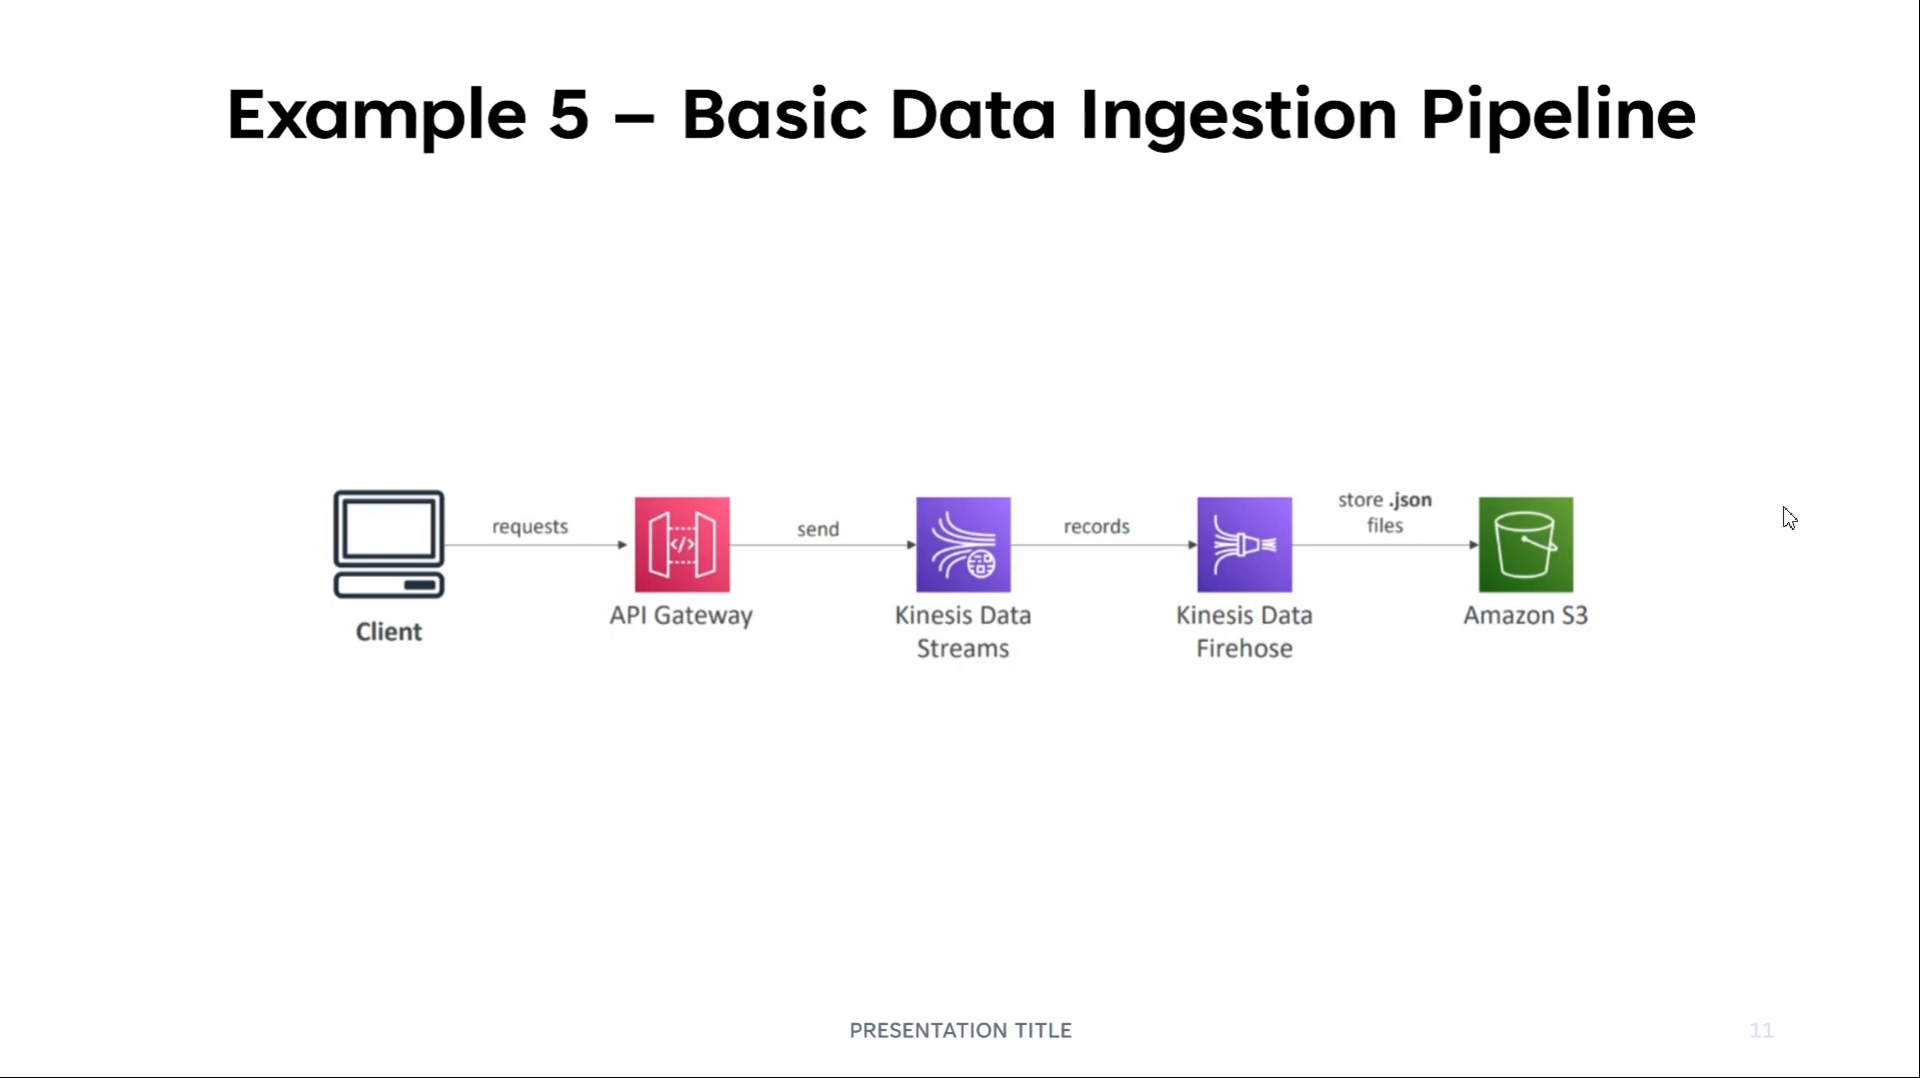 Example 5 – Basic Data Ingestion Pipeline
requests
send
records
store .json
files
Client
API Gateway
Kinesis Data
Streams
Kinesis Data
Firehose
Amazon S3
PRESENTATION TITLE
11